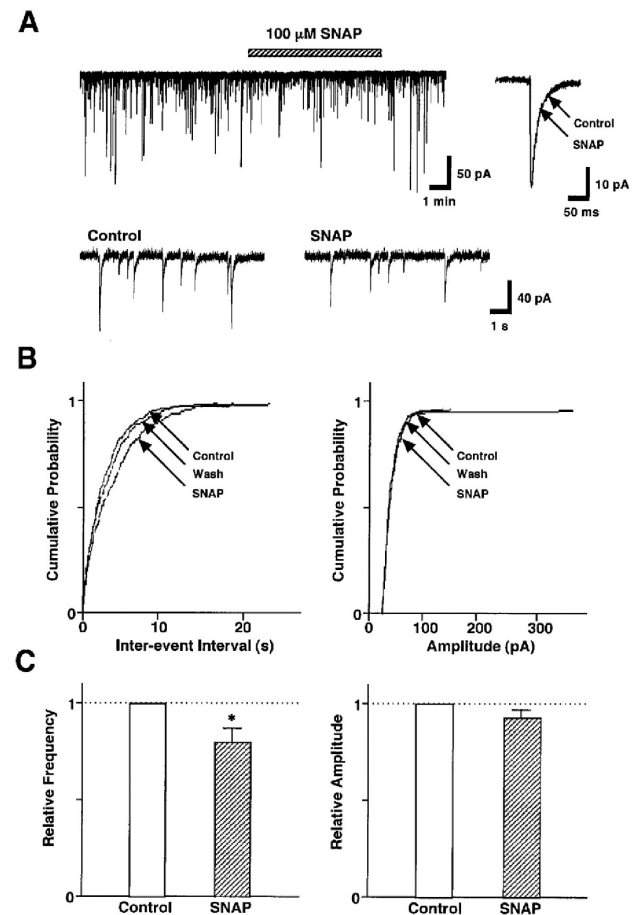 A
100 μM SNAP
50 pA
1 min
Control
SNAP
10 pA
50 ms
Control
SNAP
40 pA
1 s
B
Cumulative Probability
1
0
0
10
20
Inter-event Interval (s)
Control
Wash
SNAP
Cumulative Probability
1
0
0
100
200
300
Amplitude (pA)
Control
Wash
SNAP
C
Relative Frequency
1
0
*
Control
SNAP
Relative Amplitude
1
0
Control
SNAP